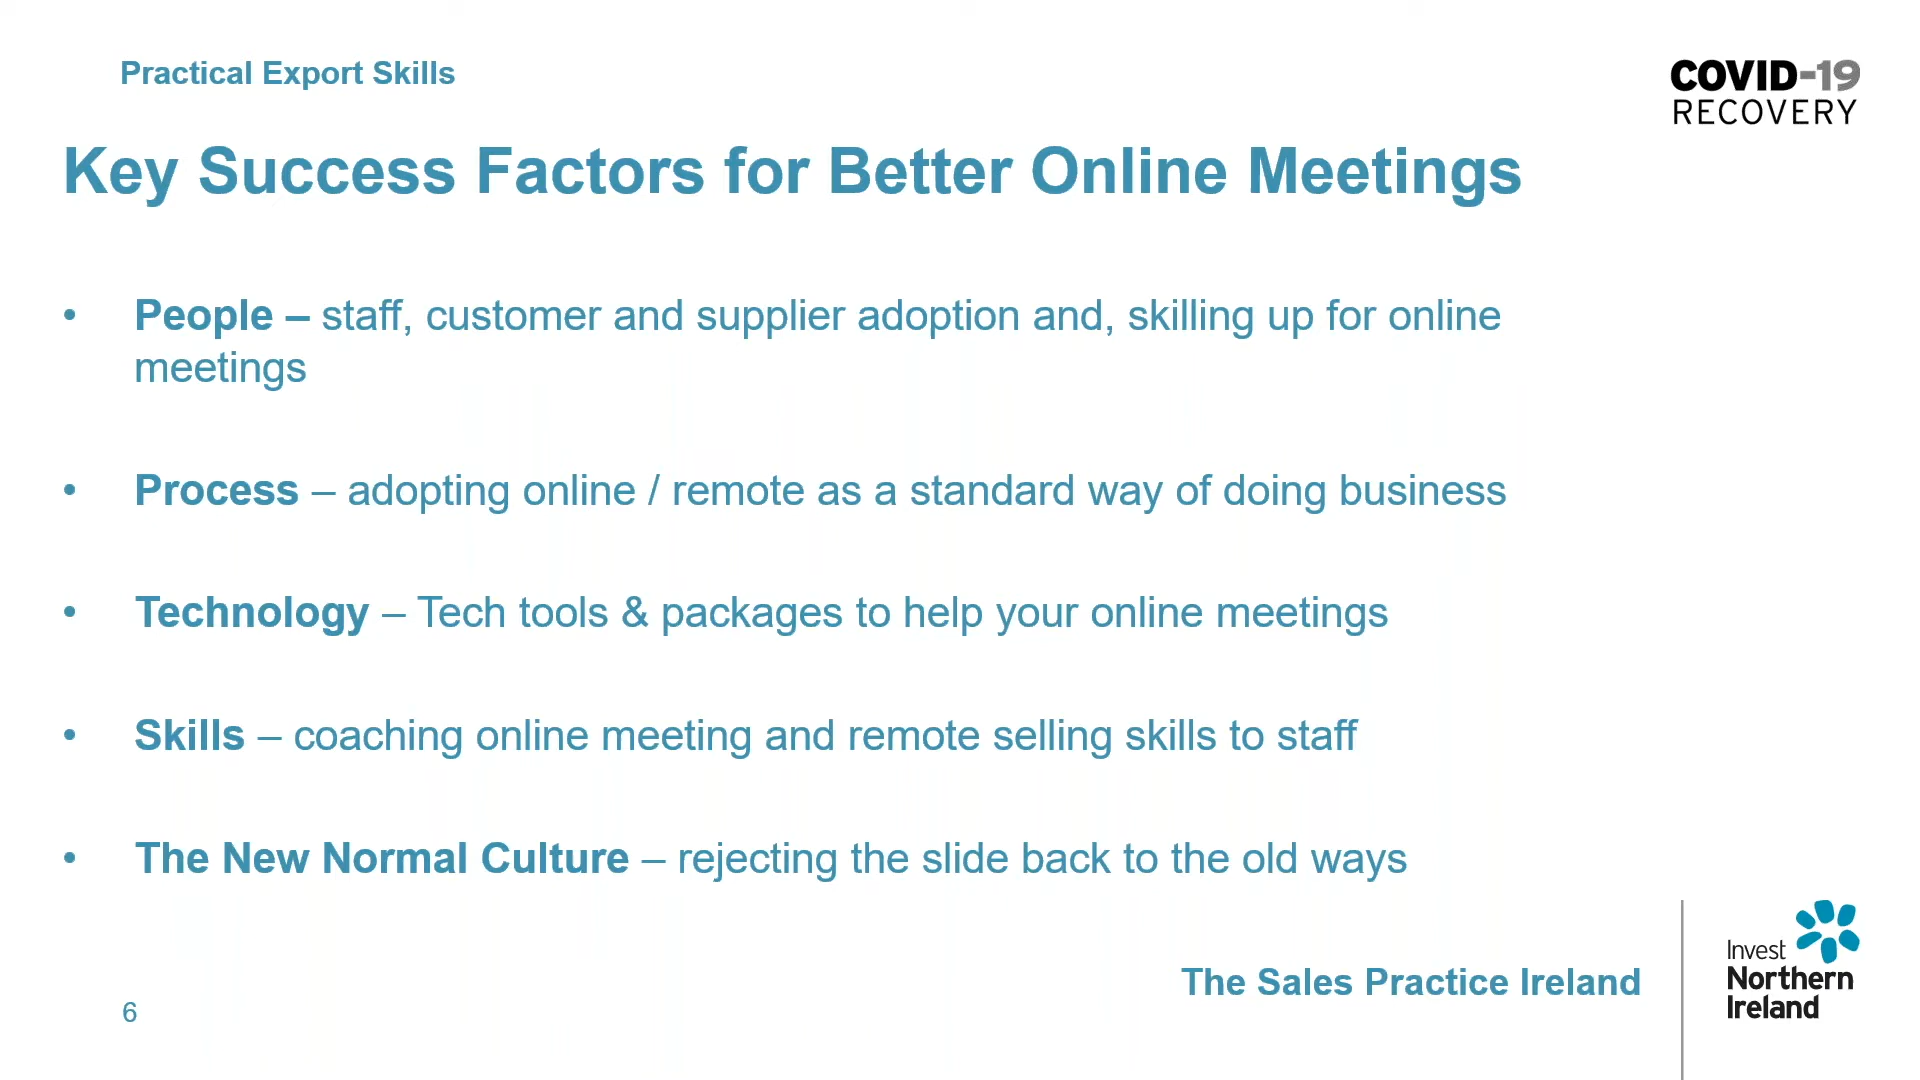 Practical Export Skills
COVID-19
RECOVERY
Key Success Factors for Better Online Meetings
• People – staff, customer and supplier adoption and, skilling up for online
meetings
• Process – adopting online / remote as a standard way of doing business
• Technology – Tech tools & packages to help your online meetings
• Skills – coaching online meeting and remote selling skills to staff
• The New Normal Culture – rejecting the slide back to the old ways
The Sales Practice Ireland
Invest
Northern
Ireland
6